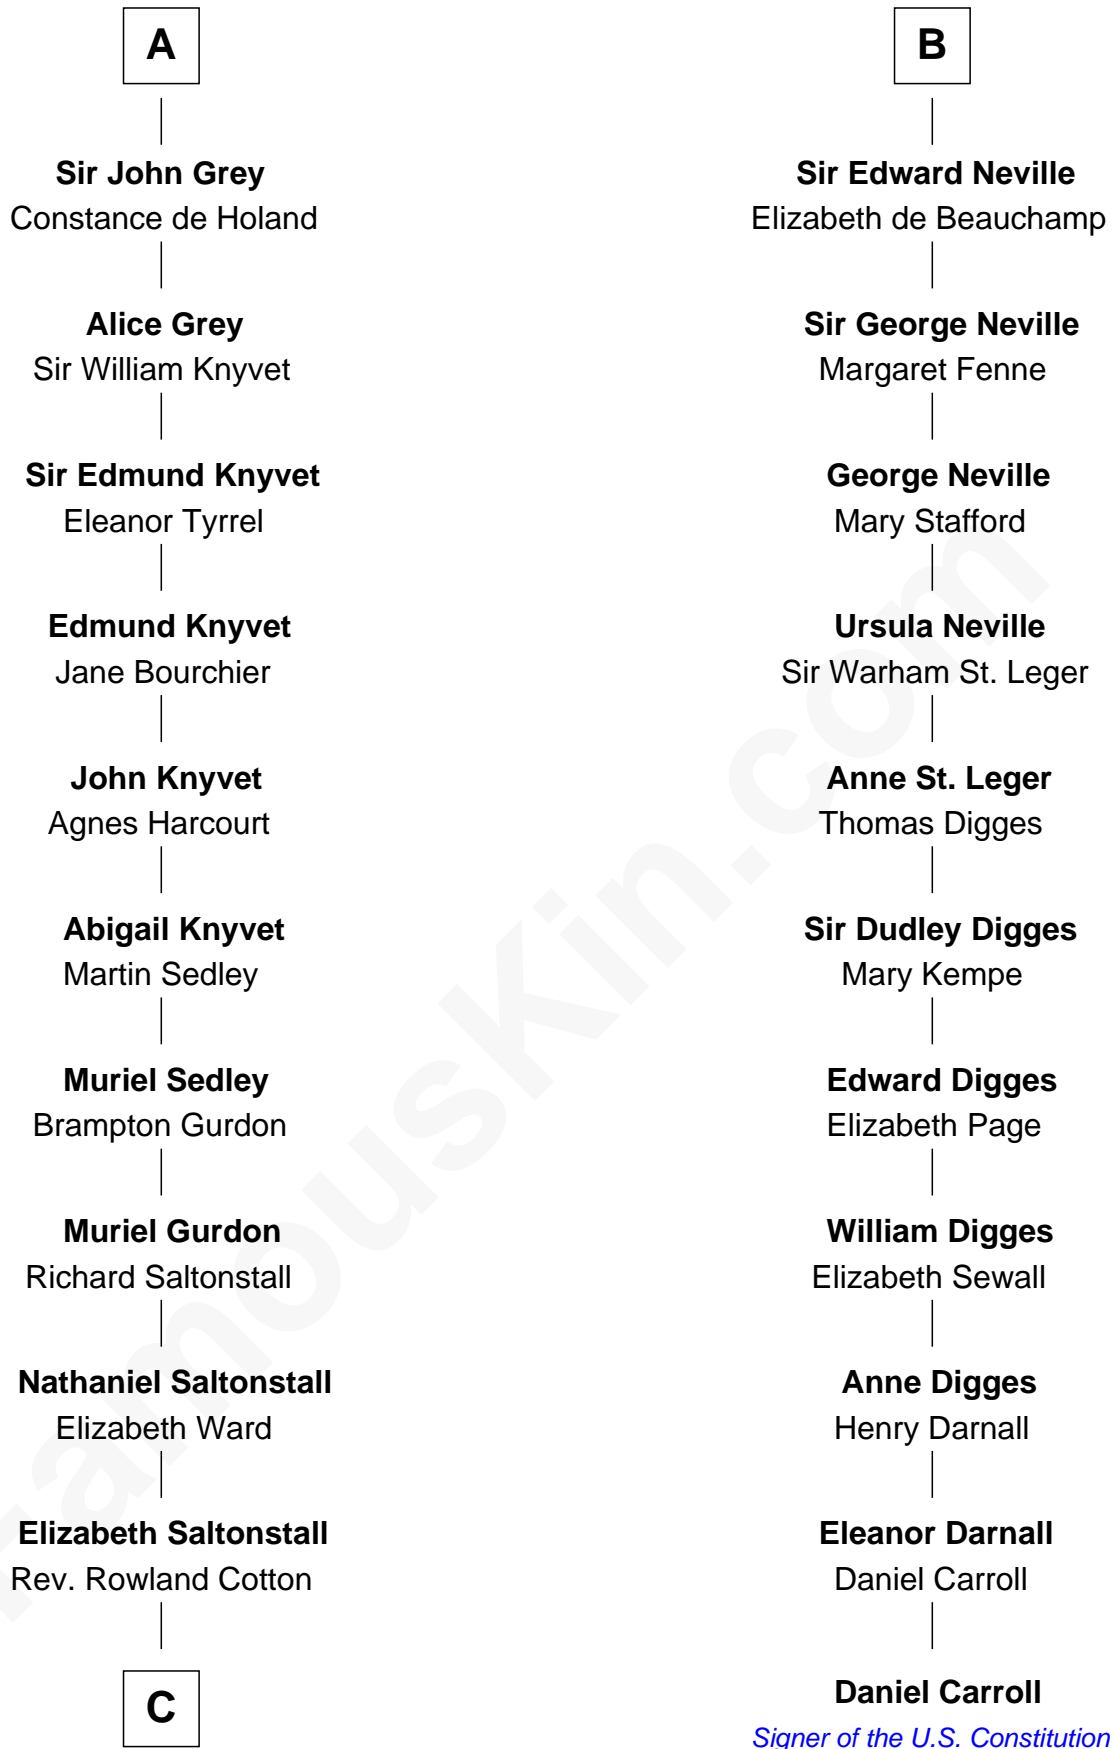 A
Sir John Grey
Constance de Holand
Alice Grey
Sir William Knyvet
Sir Edmund Knyvet
Eleanor Tyrrel
Edmund Knyvet
Jane Bourchier
John Knyvet
Agnes Harcourt
Abigail Knyvet
Martin Sedley
Muriel Sedley
Brampton Gurdon
Muriel Gurdon
Richard Saltonstall
Nathaniel Saltonstall
Elizabeth Ward
Elizabeth Saltonstall
Rev. Rowland Cotton
C
B
Sir Edward Neville
Elizabeth de Beauchamp
Sir George Neville
Margaret Fenne
George Neville
Mary Stafford
Ursula Neville
Sir Warham St. Leger
Anne St. Leger
Thomas Digges
Sir Dudley Digges
Mary Kempe
Edward Digges
Elizabeth Page
William Digges
Elizabeth Sewall
Anne Digges
Henry Darnall
Eleanor Darnall
Daniel Carroll
Daniel Carroll
Signer of the U.S. Constitution
FamousKin.com